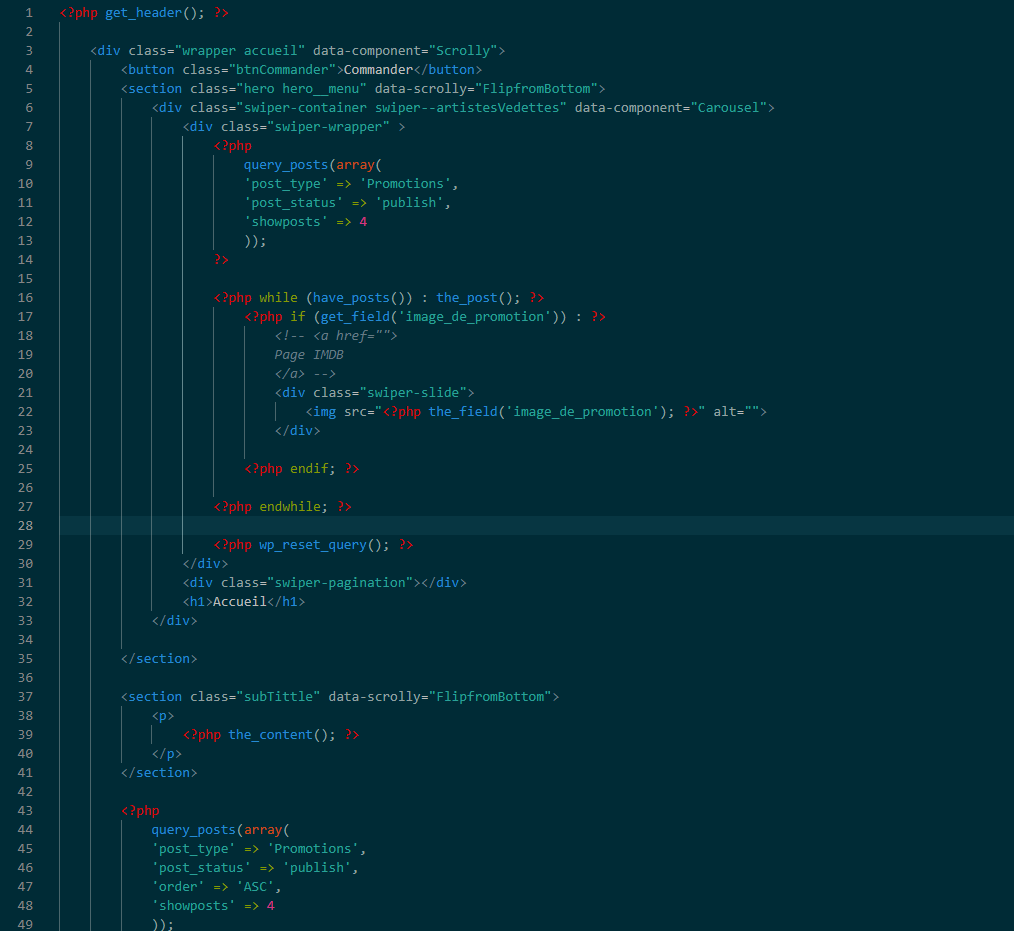 1 <?php get_header(); ?>
2
3 <div class="wrapper accueil" data-component="Scrolly">
4 <button class="btnCommander">Commander</button>
5 <section class="hero hero__menu" data-scrolly="FlipfromBottom">
6 <div class="swiper-container swiper--artistesVedettes" data-component="Carousel">
7 <div class="swiper-wrapper" >
8 <?php
9 query_posts(array(
10 'post_type' => 'Promotions',
11 'post_status' => 'publish',
12 'showposts' => 4
13 ));
14 ?>
15
16 <?php while (have_posts()) : the_post(); ?>
17 <?php if (get_field('image_de_promotion')) : ?>
18 <!-- <a href="">
19 Page IMDB
20 </a> -->
21 <div class="swiper-slide">
22 <img src="<?php the_field('image_de_promotion'); ?>" alt="">
23 </div>
24
25 <?php endif; ?>
26
27 <?php endwhile; ?>
28
29 <?php wp_reset_query(); ?>
30 </div>
31 <div class="swiper-pagination"></div>
32 <h1>Accueil</h1>
33 </div>
34
35 </section>
36
37 <section class="subTittle" data-scrolly="FlipfromBottom">
38 <p>
39 <?php the_content(); ?>
40 </p>
41 </section>
42
43 <?php
44 query_posts(array(
45 'post_type' => 'Promotions',
46 'post_status' => 'publish',
47 'order' => 'ASC',
48 'showposts' => 4
49 ));